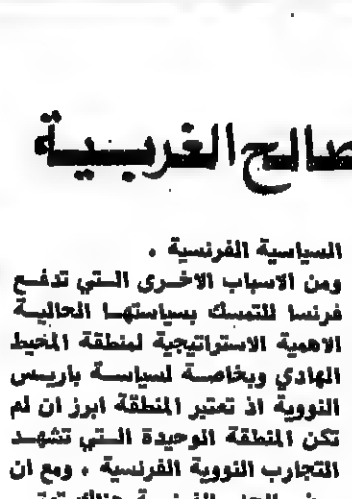 صالح الغربية
السياسية الفرنسية .
ومن الاسباب الاخرى التي تدفع
فرنسا للتمسك بسياستها الحالية
الاهمية الاستراتيجية لمنطقة المحيط
الهادي وبخاصة لسياسة باريس
النووية اذ تعتبر المنطقة ابرز ان لم
تكن المنطقة الوحيدة التي تشهد
التجارب النووية الفرنسية . ومع ان